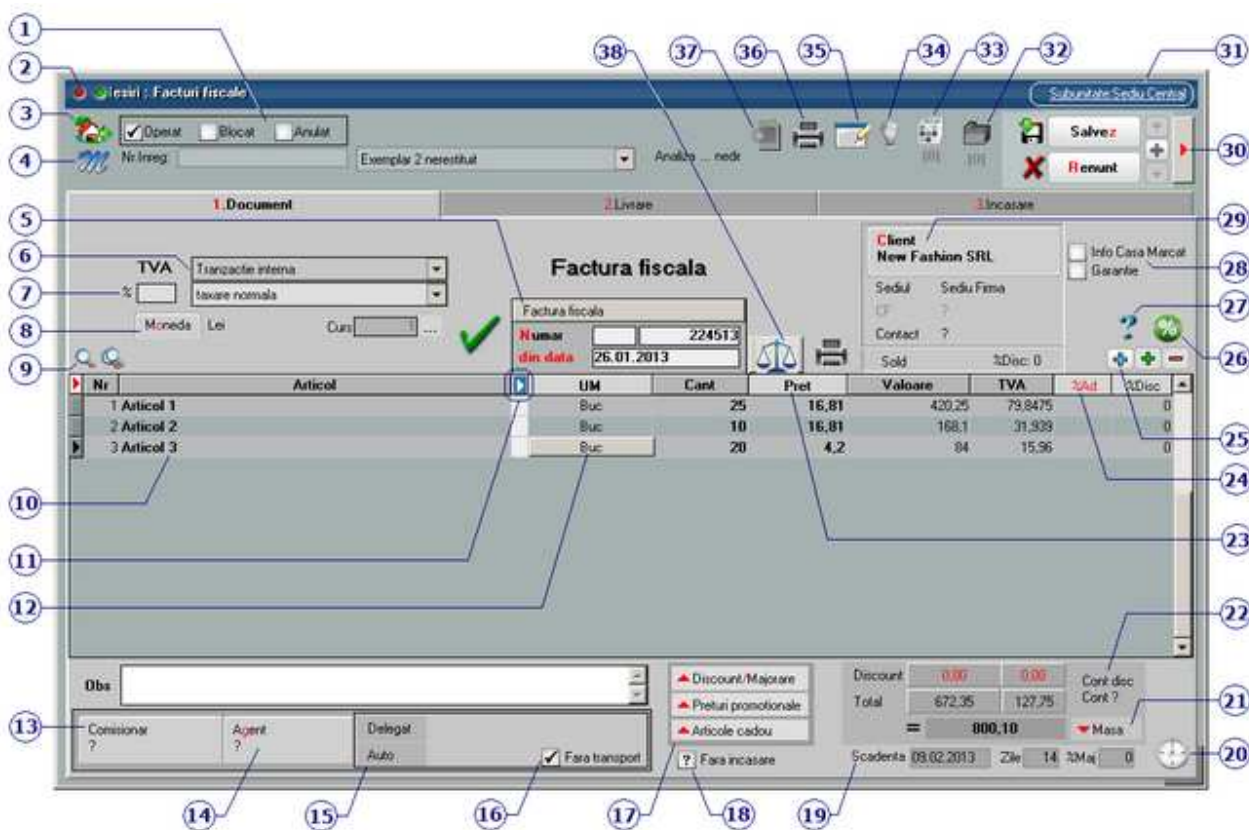 1
2
3
4
5
6
7
8
9
10
11
12
13
14
15
16
17
18
19
20
21
22
23
24
25
26
27
28
29
30
31
32
33
34
35
36
37
38
Iesiri : Facturi fiscale
Subunitate Sediu Central
Operat Blocat Anulat
Nr.Inreg:
Exemplar 2 nerestituit
Analiza ... nedr
Salvez
Renunt
1.Document
2.Livrare
3.Incasare
TVA
Tranzactie interna
%
taxare normala
Moneda Lei
Curs 1 ...
Factura fiscala
Factura fiscala
Numar 224513
din data 26.01.2013
Client
New Fashion SRL
Sediul Sediu Firma
CF ?
Contact ?
Sold %Disc: 0
Info Casa Marcat
Garantie
Nr Articol UM Cant Pret Valoare TVA %Ad %Disc
1 Articol 1 Buc 25 16,81 420,25 79,8475 0
2 Articol 2 Buc 10 16,81 168,1 31,939 0
3 Articol 3 Buc 20 4,2 84 15,96 0
Obs
Comisionar
?
Agent
?
Delegat
Auto
Fara transport
Discount/Majorare
Preturi promotionale
Articole cadou
? Fara incasare
Discount 0,00 0,00
Total 672,35 127,75
= 800,10
Cont disc
Cont ?
Masa
Scadenta 09.02.2013 Zile 14 %Maj 0